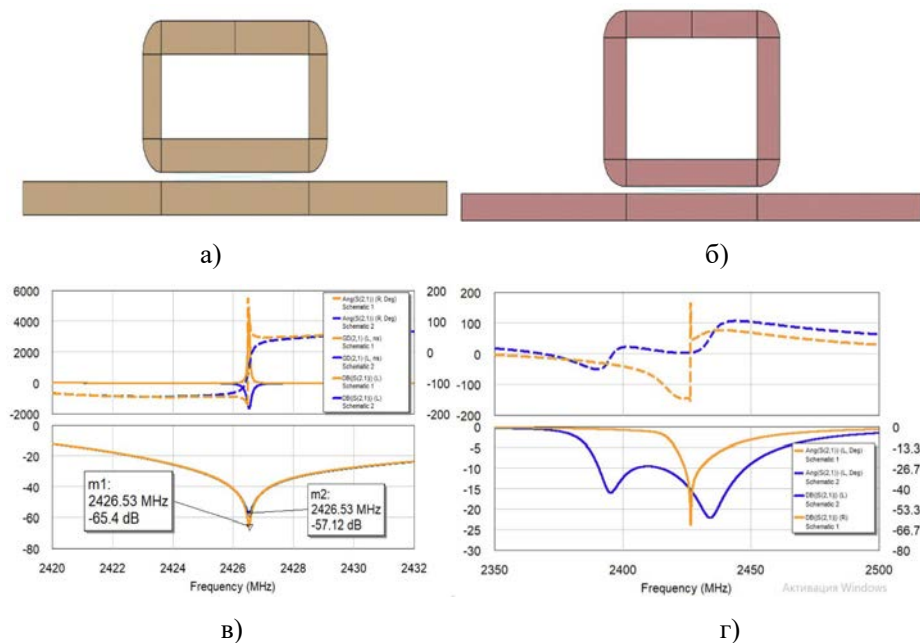 а)
б)
6000
4000
2000
0
-2000
200
100
0
-100
-200
Ang(S(2,1)) (R, Deg)
Schematic 1
Ang(S(2,1)) (R, Deg)
Schematic 2
GD(2,1) (L, ns)
Schematic 1
GD(2,1) (L, ns)
Schematic 2
DB(|S(2,1)|) (L)
Schematic 1
DB(|S(2,1)|) (L)
Schematic 2
0
-20
-40
-60
-80
m1:
2426.53 MHz
-65.4 dB
m2:
2426.53 MHz
-57.12 dB
2420 2422 2424 2426 2428 2430 2432
Frequency (MHz)
200
100
0
-100
-200
0
-5
-10
-15
-20
-25
-30
0
-13.3
-26.7
-40
-53.3
-66.7
-80
Ang(S(2,1)) (L, Deg)
Schematic 1
Ang(S(2,1)) (L, Deg)
Schematic 2
DB(|S(2,1)|) (L)
Schematic 2
DB(|S(2,1)|) (R)
Schematic 1
2350 2400 2450 2500
Frequency (MHz)
Активация Windows
в)
г)